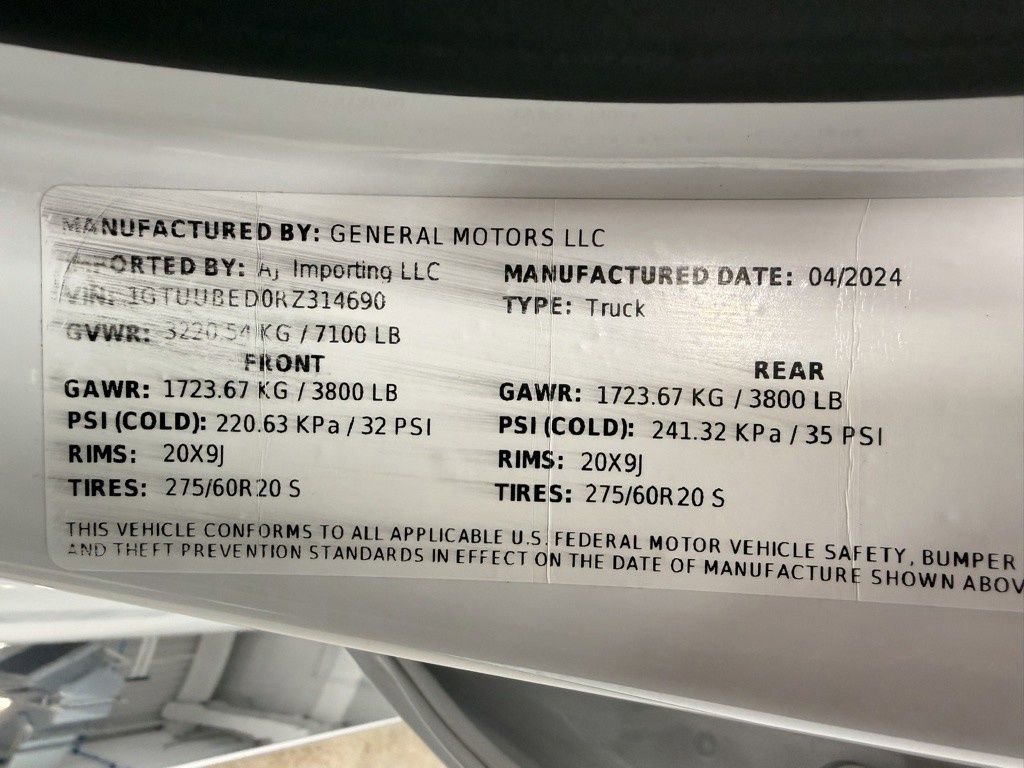 MANUFACTURED BY: GENERAL MOTORS LLC
IMPORTED BY: AJ Importing LLC
MANUFACTURED DATE: 04/2024
VIN: 1GTUUBED0RZ314690
TYPE: Truck
GVWR: 3220.54 KG / 7100 LB
FRONT
REAR
GAWR: 1723.67 KG / 3800 LB
GAWR: 1723.67 KG / 3800 LB
PSI (COLD): 220.63 KPa / 32 PSI
PSI (COLD): 241.32 KPa / 35 PSI
RIMS: 20X9J
RIMS: 20X9J
TIRES: 275/60R20 S
TIRES: 275/60R20 S
THIS VEHICLE CONFORMS TO ALL APPLICABLE U.S. FEDERAL MOTOR VEHICLE SAFETY, BUMPER
AND THEFT PREVENTION STANDARDS IN EFFECT ON THE DATE OF MANUFACTURE SHOWN ABOV